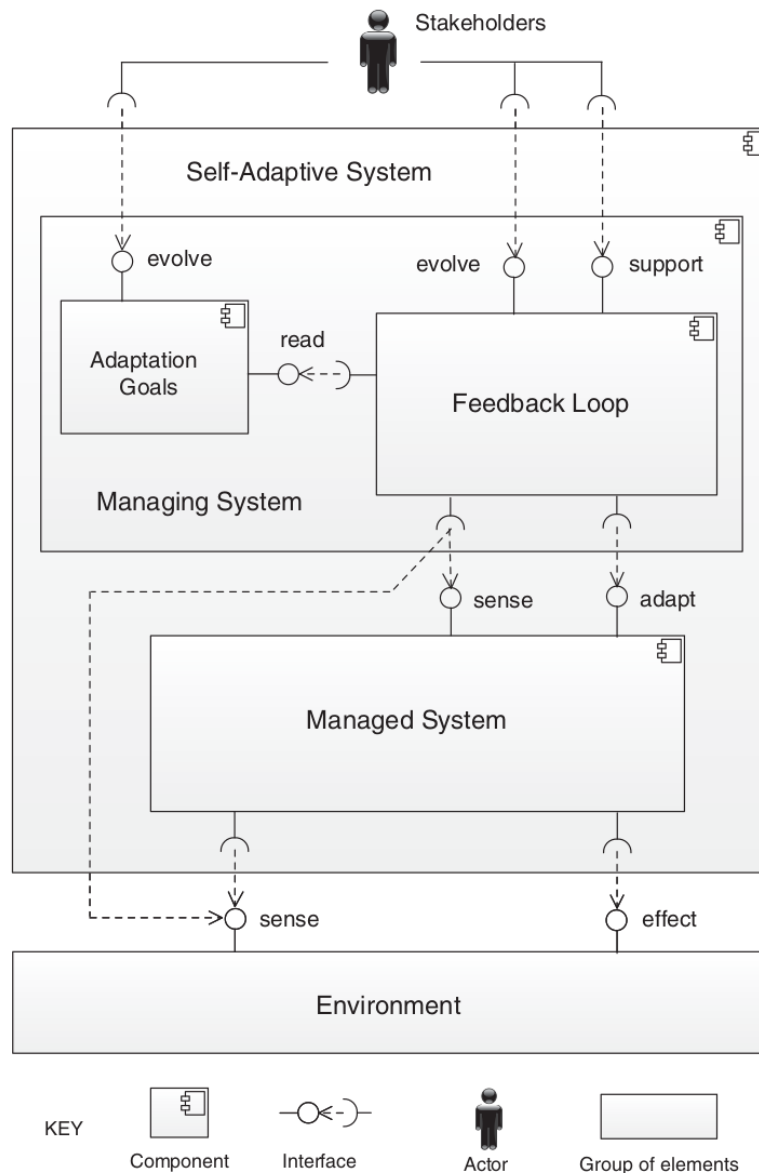 Stakeholders
Self-Adaptive System
evolve
evolve
support
Adaptation
Goals
read
Feedback Loop
Managing System
sense
adapt
Managed System
sense
effect
Environment
KEY
Component
Interface
Actor
Group of elements